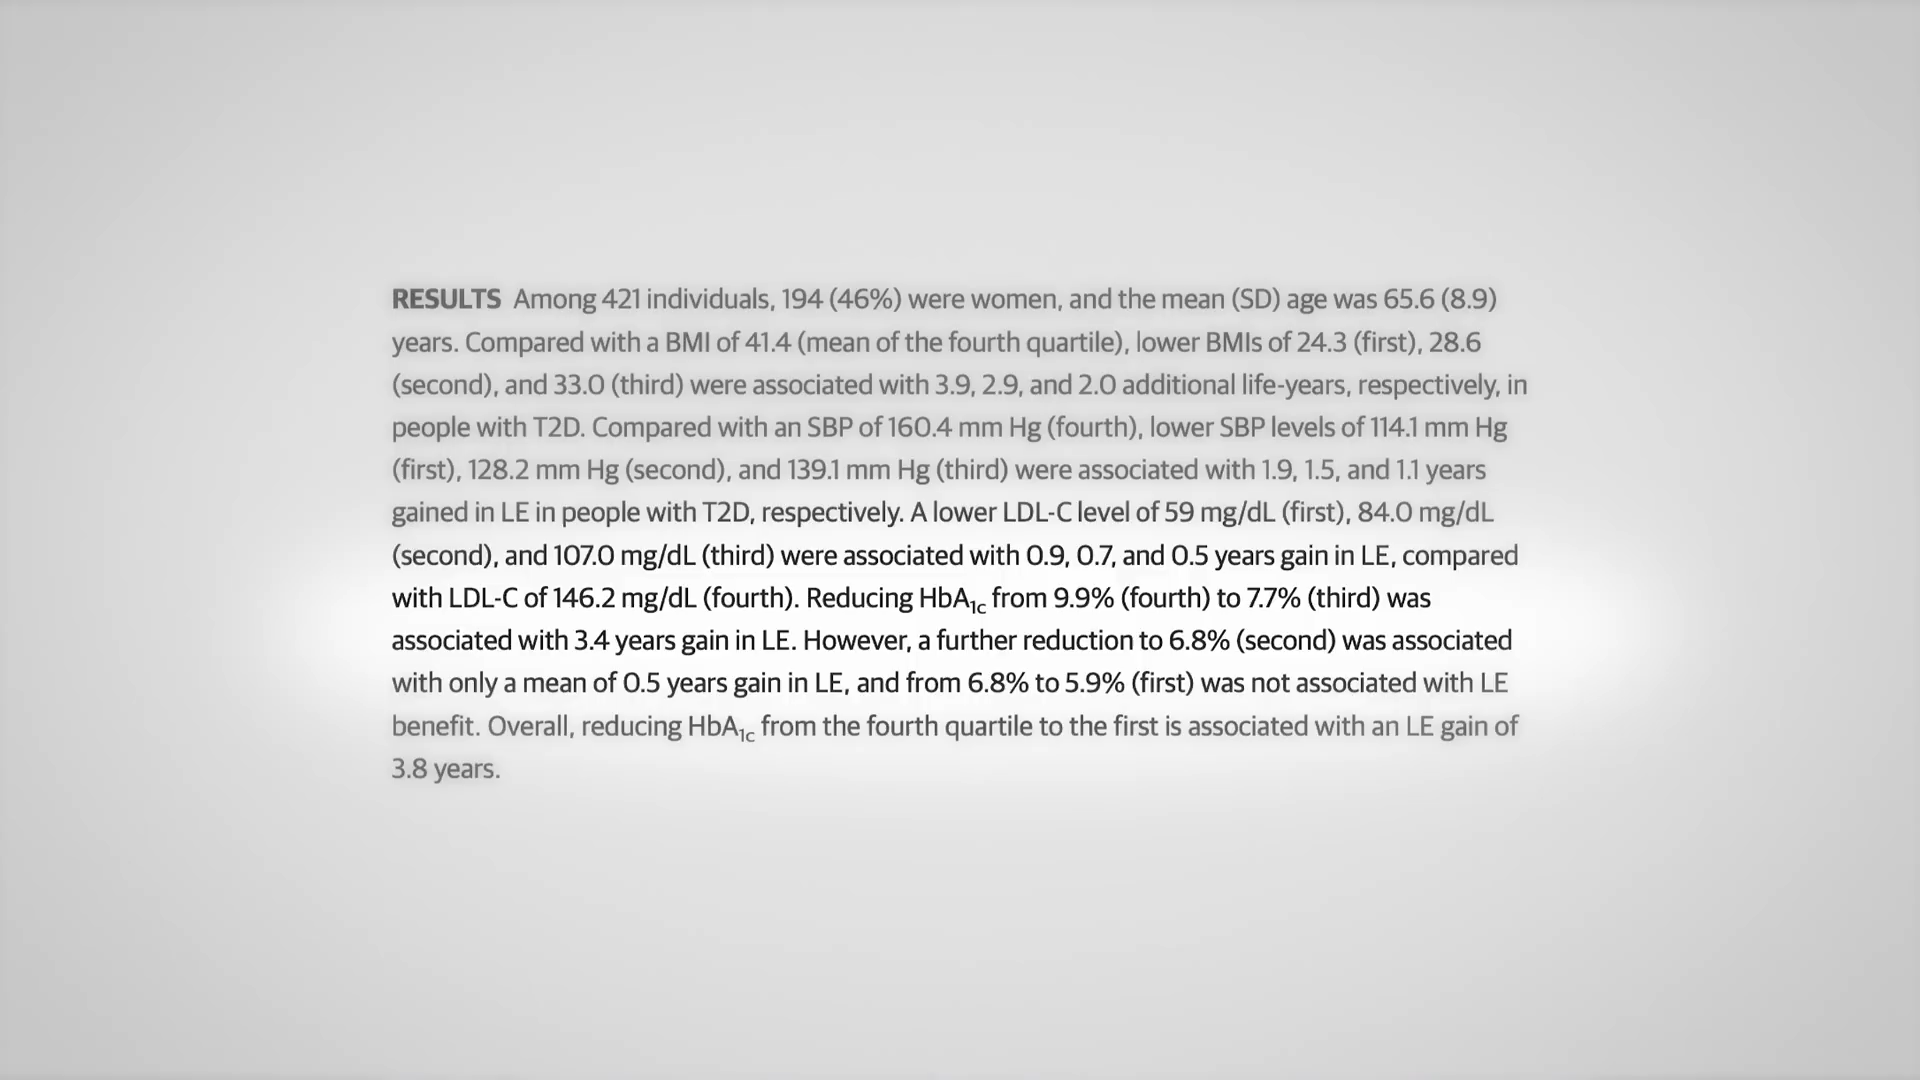 RESULTS Among 421 individuals, 194 (46%) were women, and the mean (SD) age was 65.6 (8.9)
years. Compared with a BMI of 41.4 (mean of the fourth quartile), lower BMIs of 24.3 (first), 28.6
(second), and 33.0 (third) were associated with 3.9, 2.9, and 2.0 additional life-years, respectively, in
people with T2D. Compared with an SBP of 160.4 mm Hg (fourth), lower SBP levels of 114.1 mm Hg
(first), 128.2 mm Hg (second), and 139.1 mm Hg (third) were associated with 1.9, 1.5, and 1.1 years
gained in LE in people with T2D, respectively. A lower LDL-C level of 59 mg/dL (first), 84.0 mg/dL
(second), and 107.0 mg/dL (third) were associated with 0.9, 0.7, and 0.5 years gain in LE, compared
with LDL-C of 146.2 mg/dL (fourth). Reducing HbA1c from 9.9% (fourth) to 7.7% (third) was
associated with 3.4 years gain in LE. However, a further reduction to 6.8% (second) was associated
with only a mean of 0.5 years gain in LE, and from 6.8% to 5.9% (first) was not associated with LE
benefit. Overall, reducing HbA1c from the fourth quartile to the first is associated with an LE gain of
3.8 years.